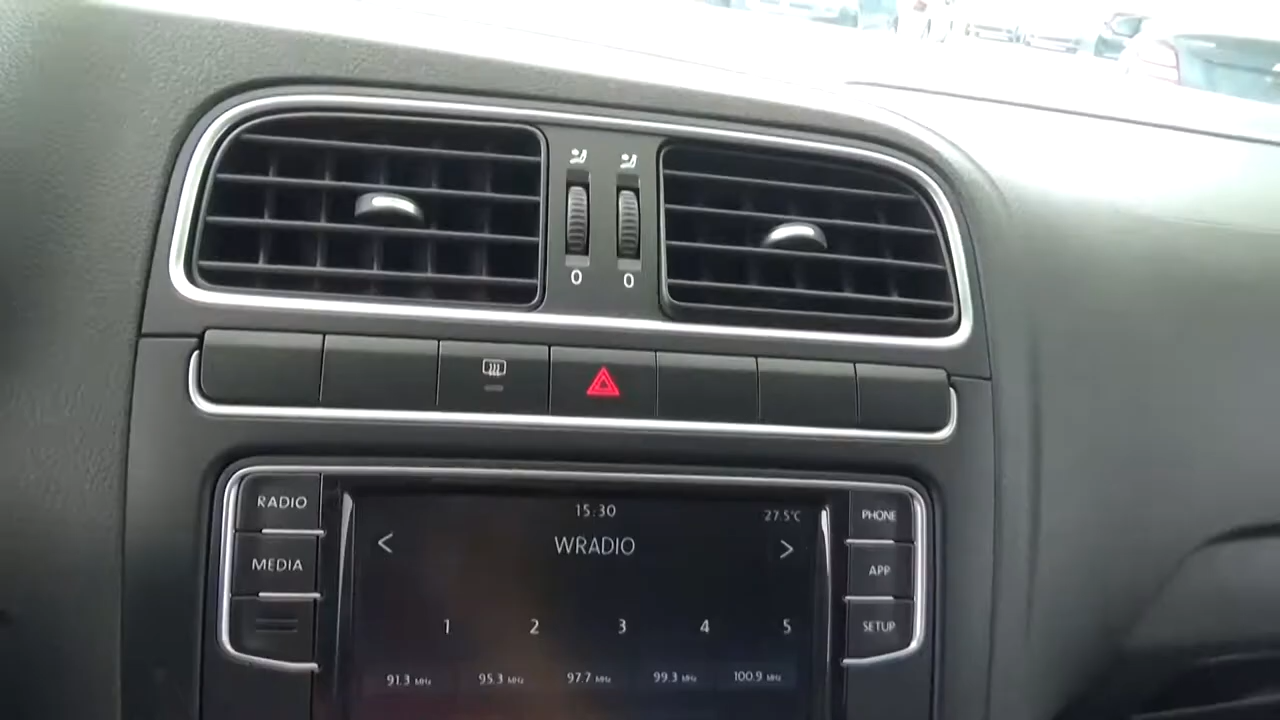 0 0
RADIO
MEDIA
15:30
27.5°C
< WRADIO >
1 2 3 4 5
91.3 MHz 95.3 MHz 97.7 MHz 99.3 MHz 100.9 MHz
PHONE
APP
SETUP